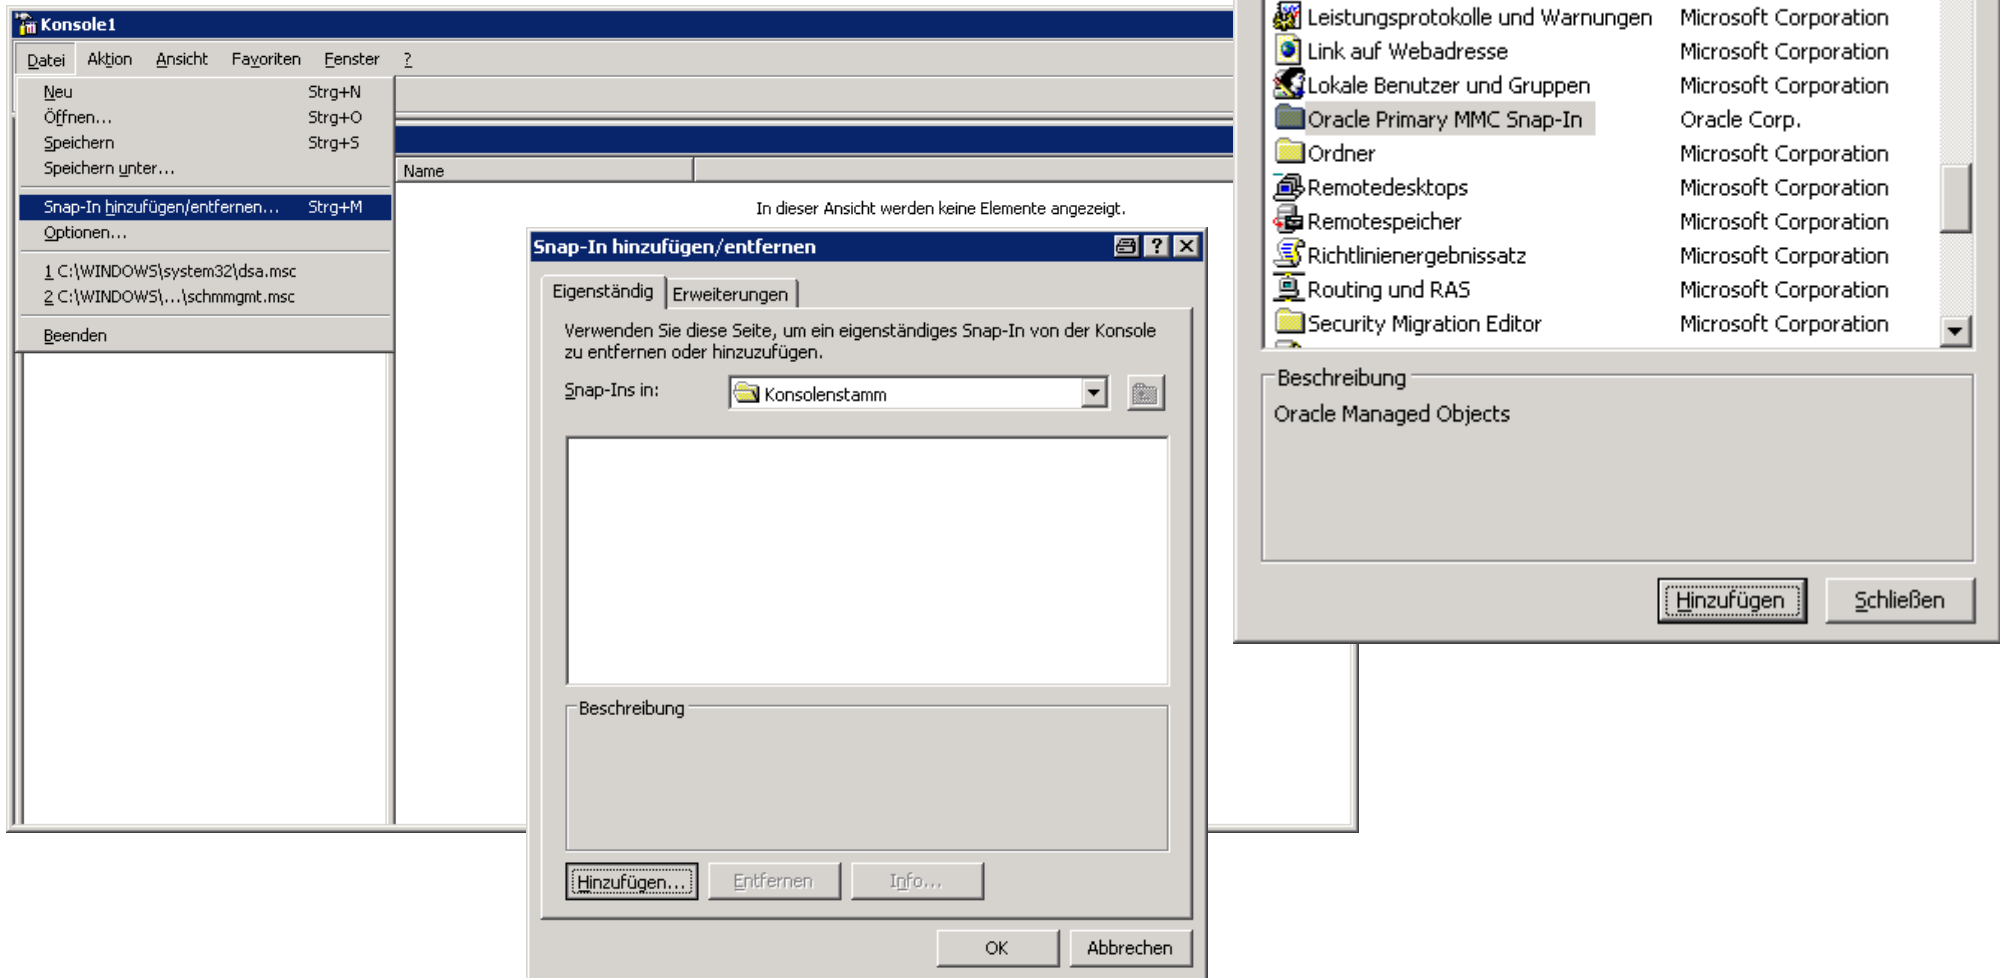 Konsole1
Datei Aktion Ansicht Favoriten Fenster ?
Neu Strg+N
Öffnen... Strg+O
Speichern Strg+S
Speichern unter...
Snap-In hinzufügen/entfernen... Strg+M
Optionen...
1 C:\WINDOWS\system32\dsa.msc
2 C:\WINDOWS\...\schmmgmt.msc
Beenden
Name
In dieser Ansicht werden keine Elemente angezeigt.
Snap-In hinzufügen/entfernen
Eigenständig Erweiterungen
Verwenden Sie diese Seite, um ein eigenständiges Snap-In von der Konsole
zu entfernen oder hinzuzufügen.
Snap-Ins in: Konsolenstamm
Beschreibung
Hinzufügen... Entfernen Info...
OK Abbrechen
Leistungsprotokolle und Warnungen Microsoft Corporation
Link auf Webadresse Microsoft Corporation
Lokale Benutzer und Gruppen Microsoft Corporation
Oracle Primary MMC Snap-In Oracle Corp.
Ordner Microsoft Corporation
Remotedesktops Microsoft Corporation
Remotespeicher Microsoft Corporation
Richtlinienergebnissatz Microsoft Corporation
Routing und RAS Microsoft Corporation
Security Migration Editor Microsoft Corporation
Beschreibung
Oracle Managed Objects
Hinzufügen Schließen